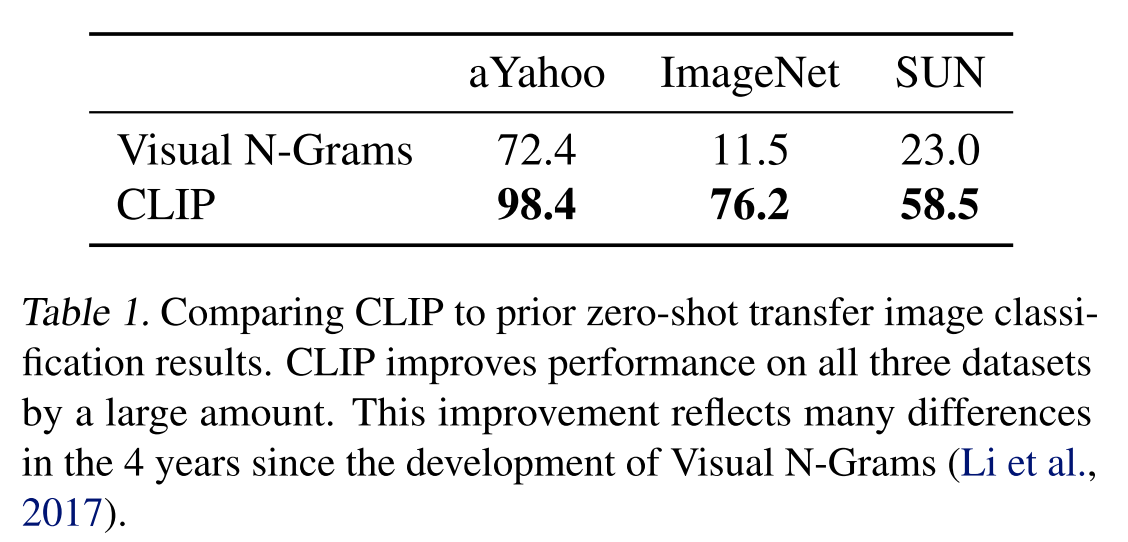 aYahoo ImageNet SUN
Visual N-Grams 72.4 11.5 23.0
CLIP 98.4 76.2 58.5
Table 1. Comparing CLIP to prior zero-shot transfer image classi-
fication results. CLIP improves performance on all three datasets
by a large amount. This improvement reflects many differences
in the 4 years since the development of Visual N-Grams (Li et al.,
2017).